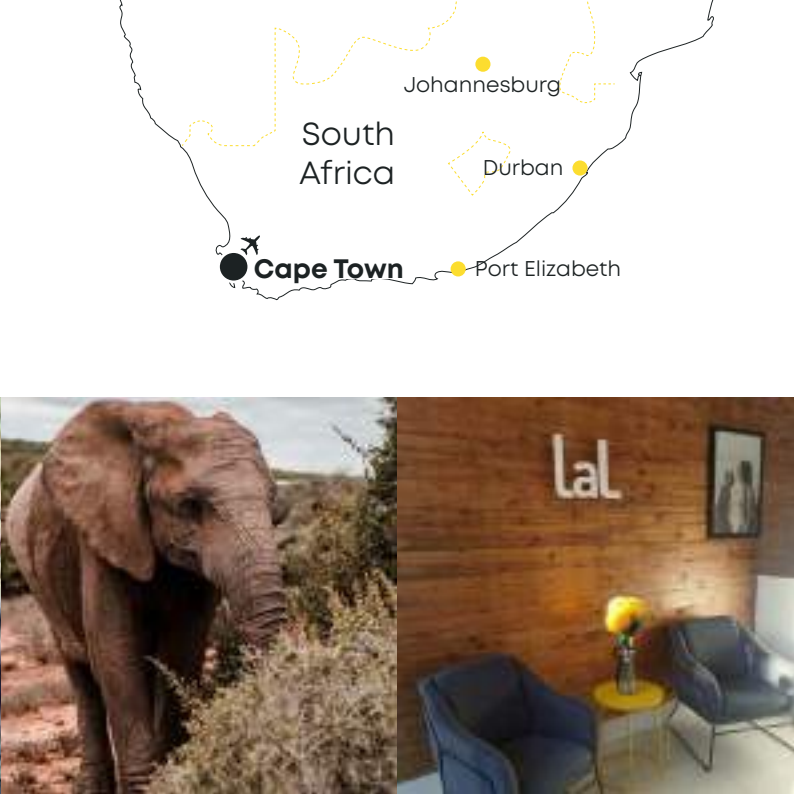 Johannesburg
South
Africa
Durban
Cape Town
Port Elizabeth
LaL